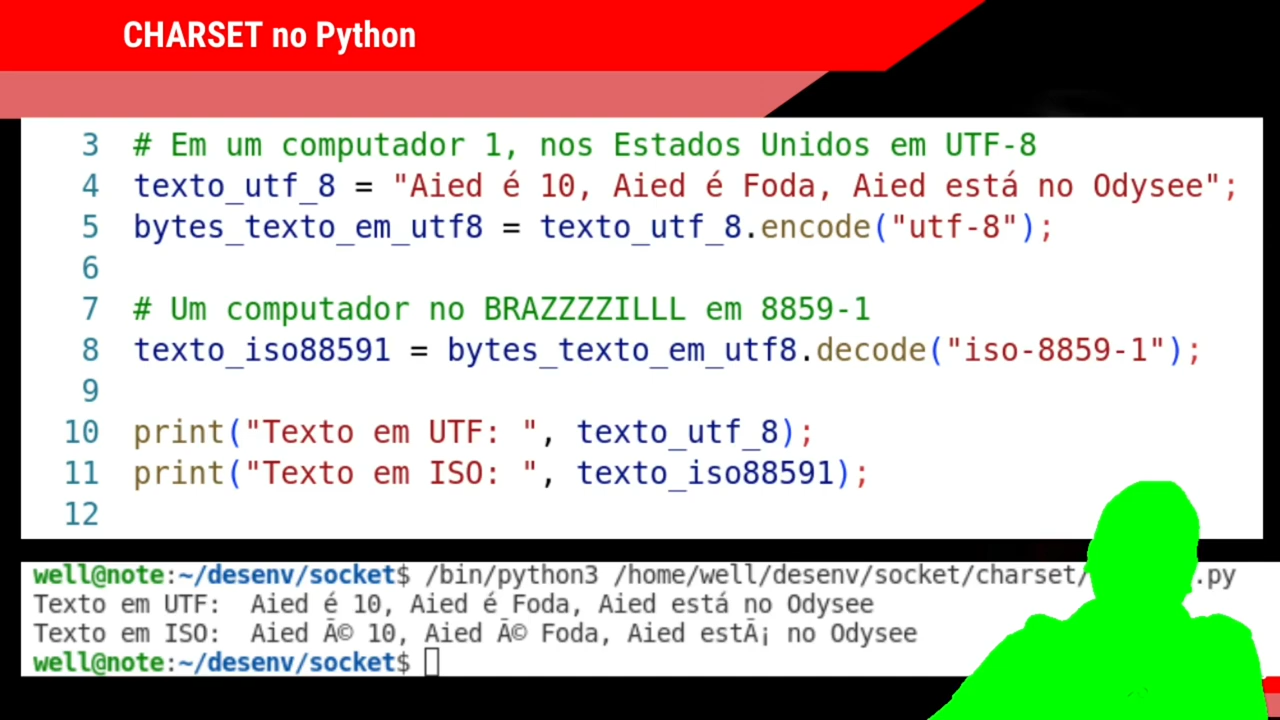 CHARSET no Python
3 # Em um computador 1, nos Estados Unidos em UTF-8
4 texto_utf_8 = "Aied é 10, Aied é Foda, Aied está no Odysee";
5 bytes_texto_em_utf8 = texto_utf_8.encode("utf-8");
6
7 # Um computador no BRAZZZZILLL em 8859-1
8 texto_iso88591 = bytes_texto_em_utf8.decode("iso-8859-1");
9
10 print("Texto em UTF: ", texto_utf_8);
11 print("Texto em ISO: ", texto_iso88591);
12
well@note:~/desenv/socket$ /bin/python3 /home/well/desenv/socket/charset/ .py
Texto em UTF:  Aied é 10, Aied é Foda, Aied está no Odysee
Texto em ISO:  Aied Ã© 10, Aied Ã© Foda, Aied estÃ¡ no Odysee
well@note:~/desenv/socket$